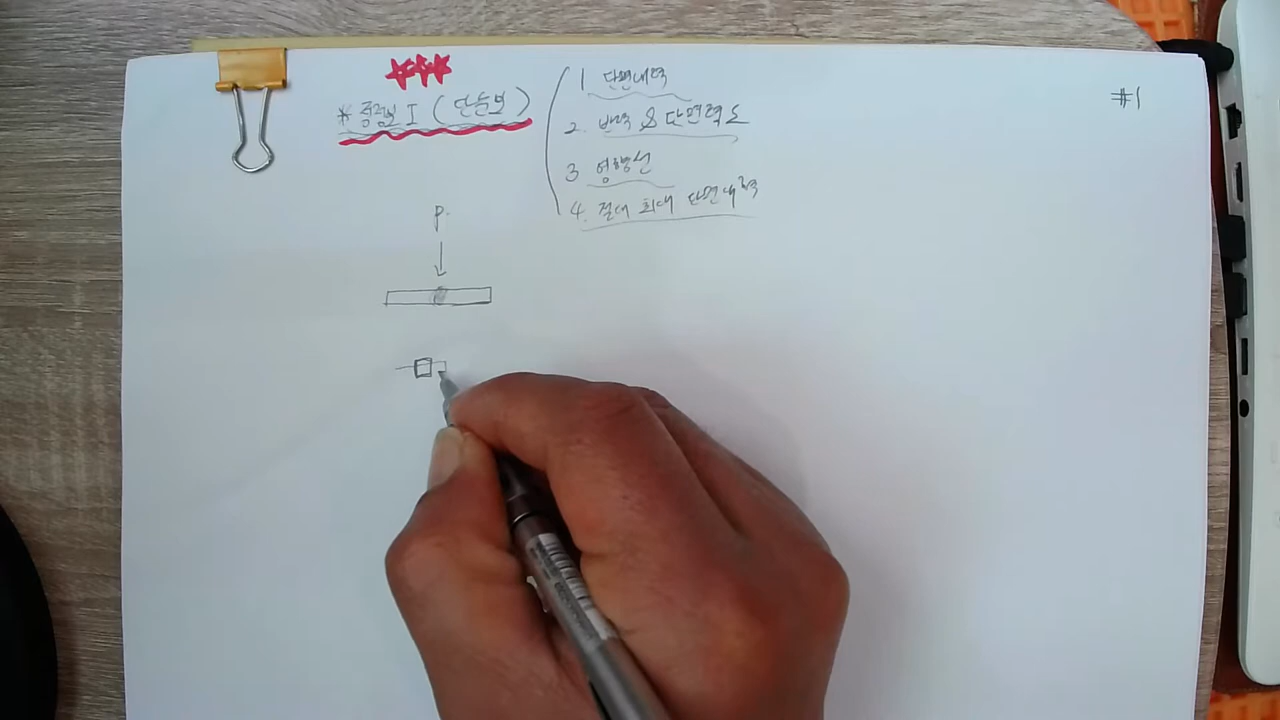 * 정정보 I (단순보)
1. 단면내력
2. 반력 & 단면력도
3 영향선
4. 절대 최대 단면내력
#1
P.